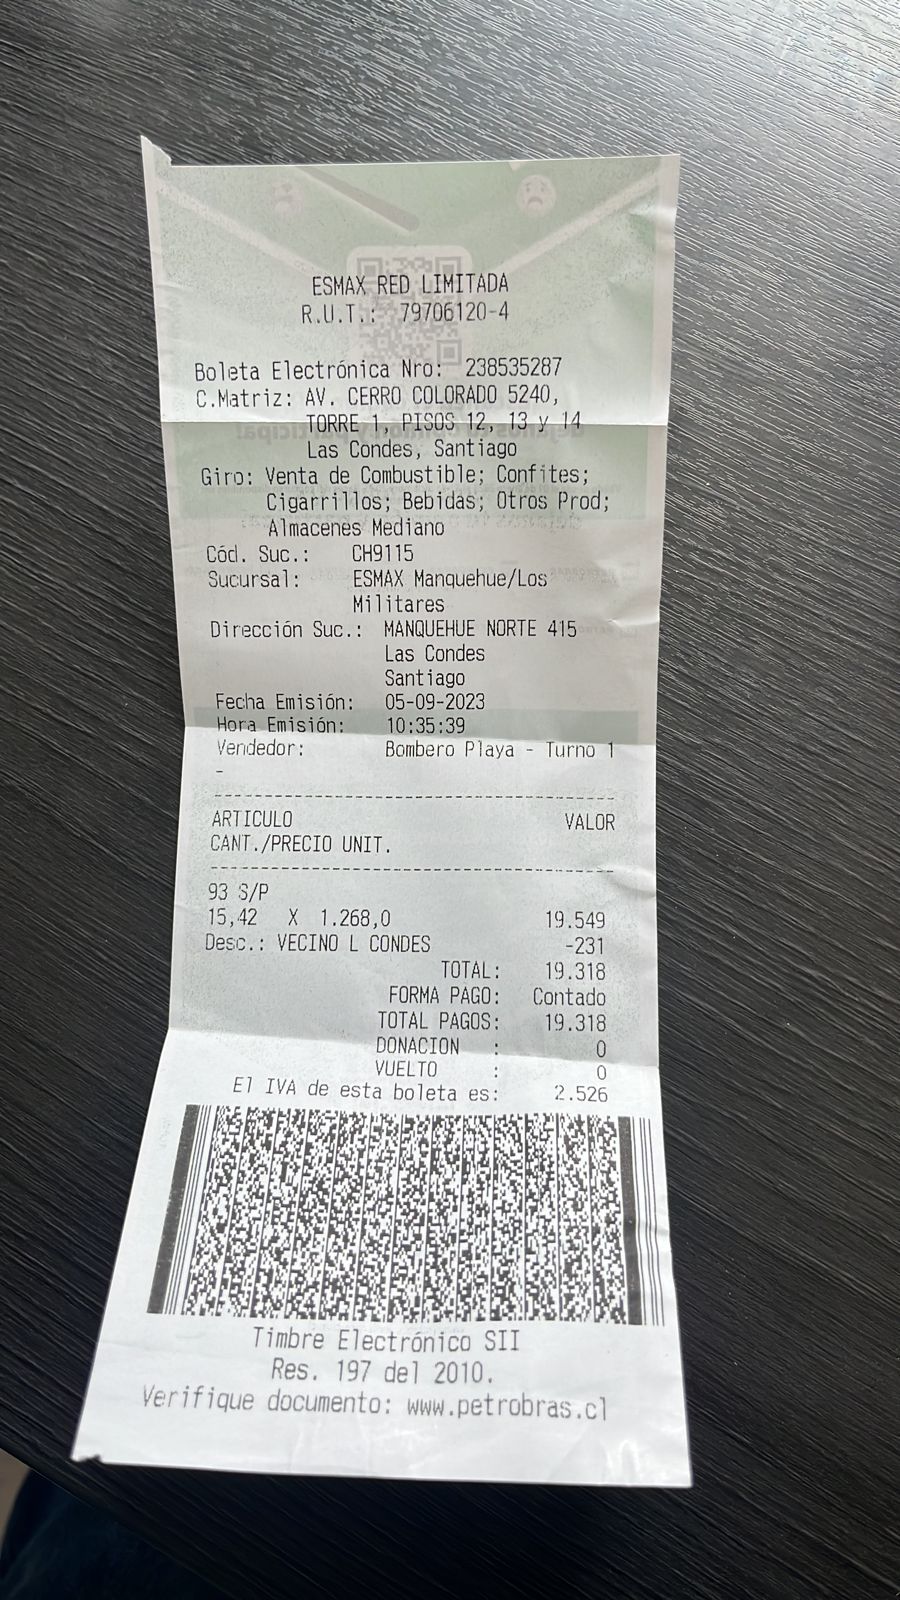 ESMAX RED LIMITADA
R.U.T.: 79706120-4
Boleta Electrónica Nro: 238535287
C.Matriz: AV. CERRO COLORADO 5240,
TORRE 1, PISOS 12, 13 y 14
Las Condes, Santiago
Giro: Venta de Combustible; Confites;
Cigarrillos; Bebidas; Otros Prod;
Almacenes Mediano
Cód. Suc.: CH9115
Sucursal: ESMAX Manquehue/Los
Militares
Dirección Suc.: MANQUEHUE NORTE 415
Las Condes
Santiago
Fecha Emisión: 05-09-2023
Hora Emisión: 10:35:39
Vendedor: Bombero Playa - Turno 1
-
ARTICULO VALOR
CANT./PRECIO UNIT.
93 S/P
15,42 X 1.268,0 19.549
Desc.: VECINO L CONDES -231
TOTAL: 19.318
FORMA PAGO: Contado
TOTAL PAGOS: 19.318
DONACION : 0
VUELTO : 0
El IVA de esta boleta es: 2.526
Timbre Electrónico SII
Res. 197 del 2010.
Verifique documento: www.petrobras.cl